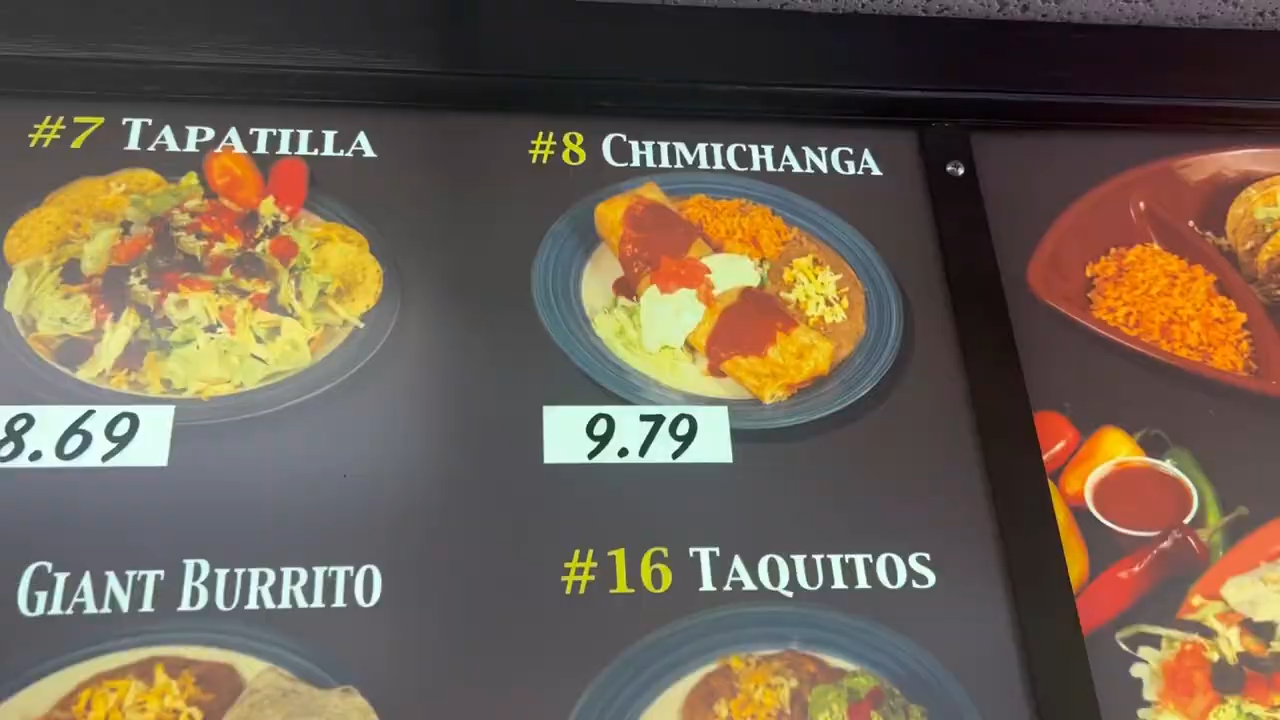 #7 TAPATILLA
#8 CHIMICHANGA
8.69
9.79
GIANT BURRITO
#16 TAQUITOS